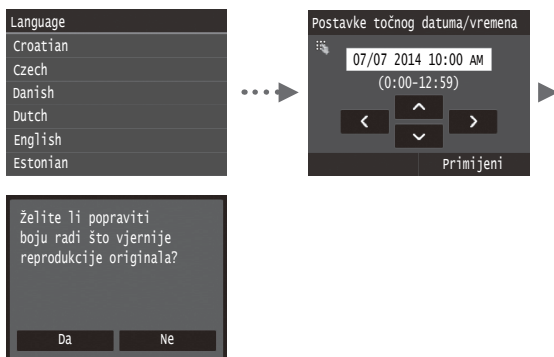 Language
Croatian
Czech
Danish
Dutch
English
Estonian
Postavke točnog datuma/vremena
07/07 2014 10:00 AM
(0:00-12:59)
Primijeni
Želite li popraviti
boju radi što vjernije
reprodukcije originala?
Da Ne